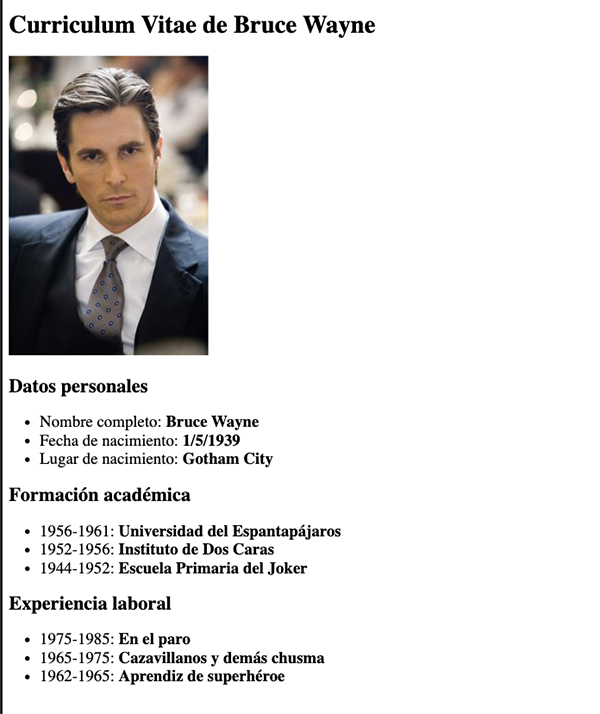 Curriculum Vitae de Bruce Wayne
Datos personales
Nombre completo: Bruce Wayne
Fecha de nacimiento: 1/5/1939
Lugar de nacimiento: Gotham City
Formación académica
1956-1961: Universidad del Espantapájaros
1952-1956: Instituto de Dos Caras
1944-1952: Escuela Primaria del Joker
Experiencia laboral
1975-1985: En el paro
1965-1975: Cazavillanos y demás chusma
1962-1965: Aprendiz de superhéroe